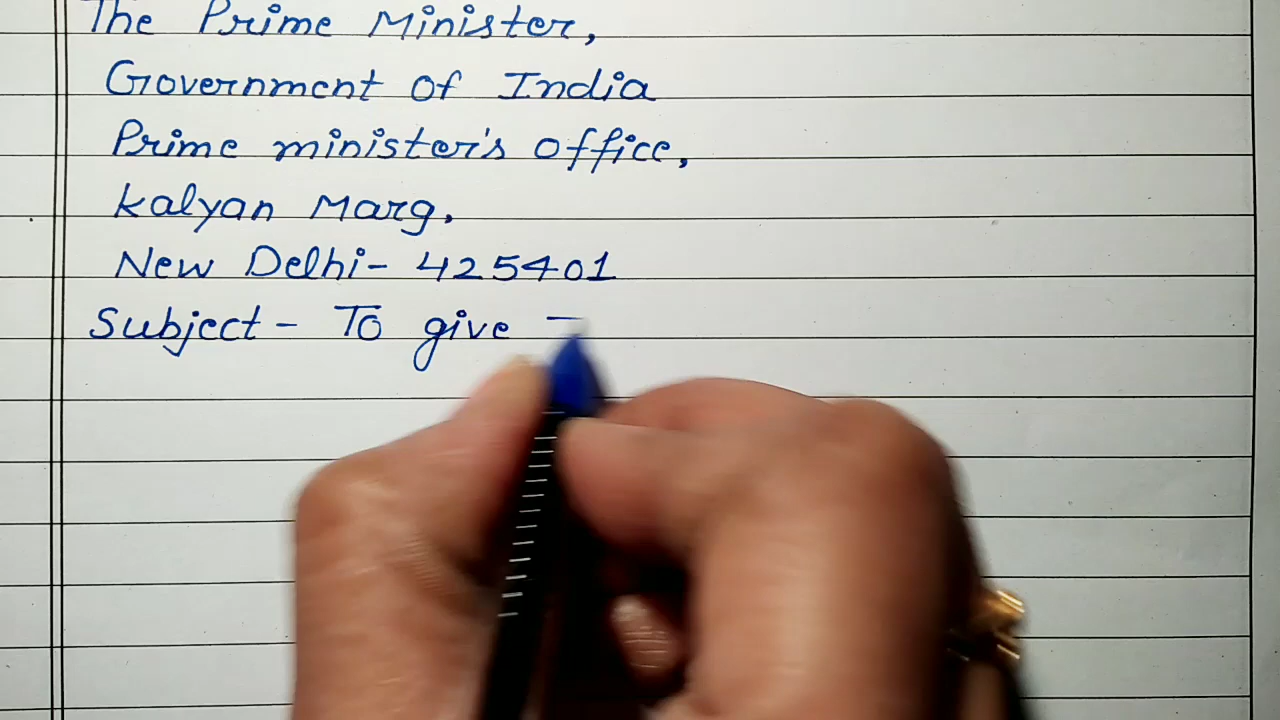 The Prime Minister,
Government of India
Prime minister's office,
Kalyan Marg,
New Delhi- 425401
Subject - To give